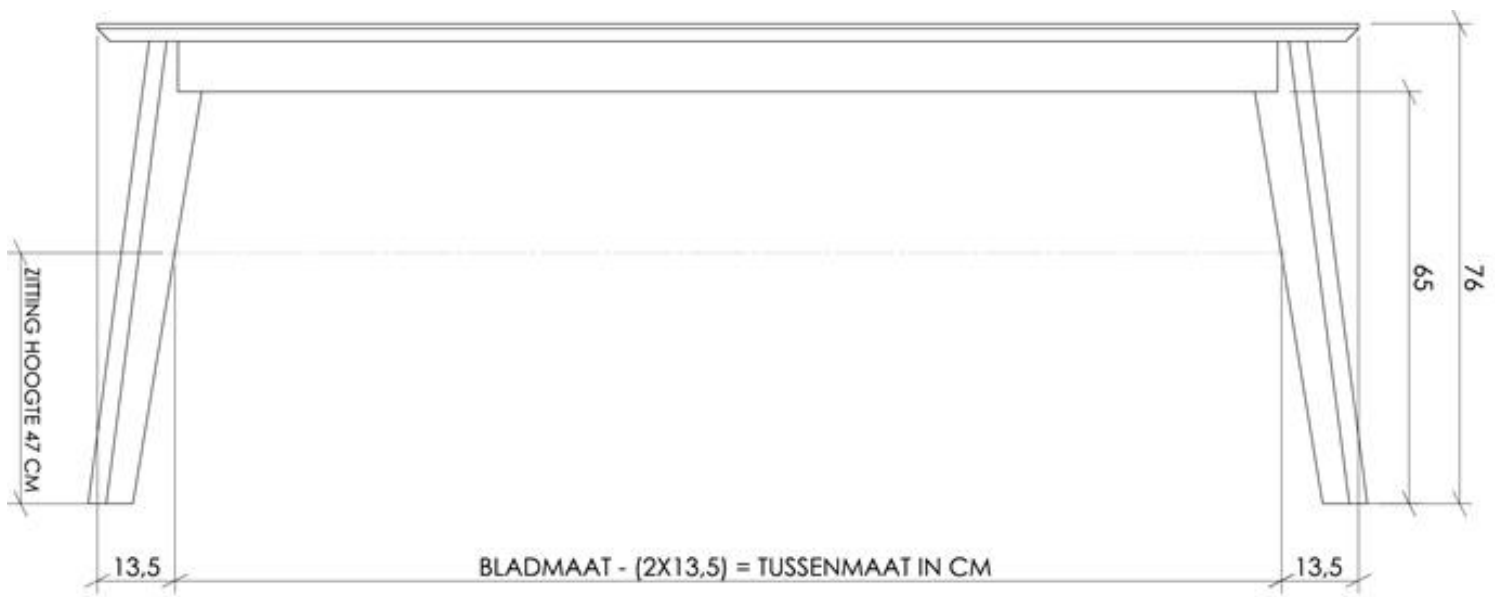 76
65
ZITTING HOOGTE 47 CM
13,5
BLADMAAT - (2X13,5) = TUSSENMAAT IN CM
13,5